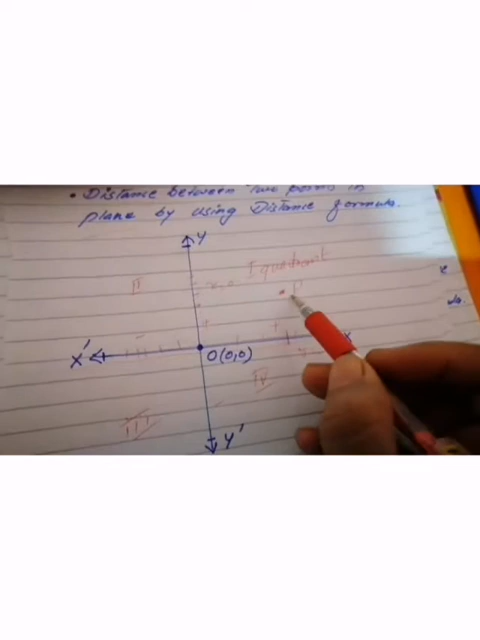 • Distance between two points in
plane by using Distance formula.
Y
I quadrant
II
P
X'
O(0,0)
X
IV
III
Y'